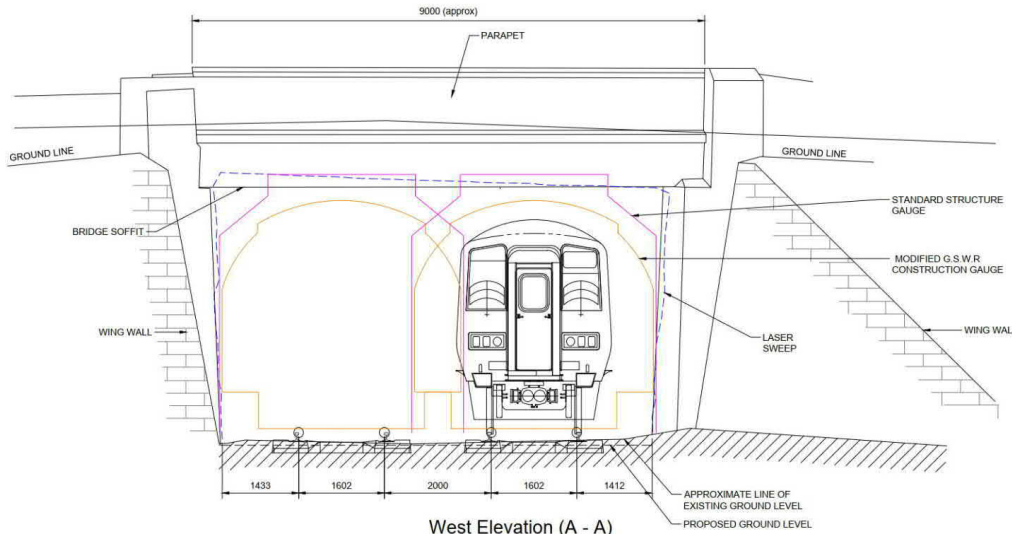 9000 (approx)
PARAPET
GROUND LINE
GROUND LINE
STANDARD STRUCTURE
GAUGE
BRIDGE SOFFIT
MODIFIED G.S.W.R
CONSTRUCTION GAUGE
WING WALL
LASER
SWEEP
WING WAL
1433
1602
2000
1602
1412
APPROXIMATE LINE OF
EXISTING GROUND LEVEL
PROPOSED GROUND LEVEL
West Elevation (A - A)